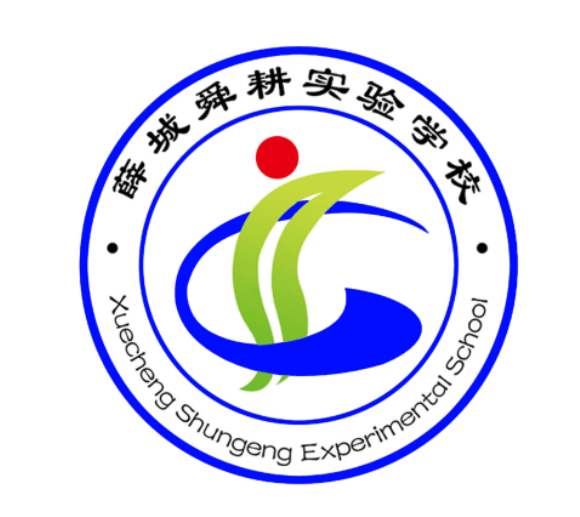 薛城舜耕实验学校
Xuecheng Shungeng Experimental School